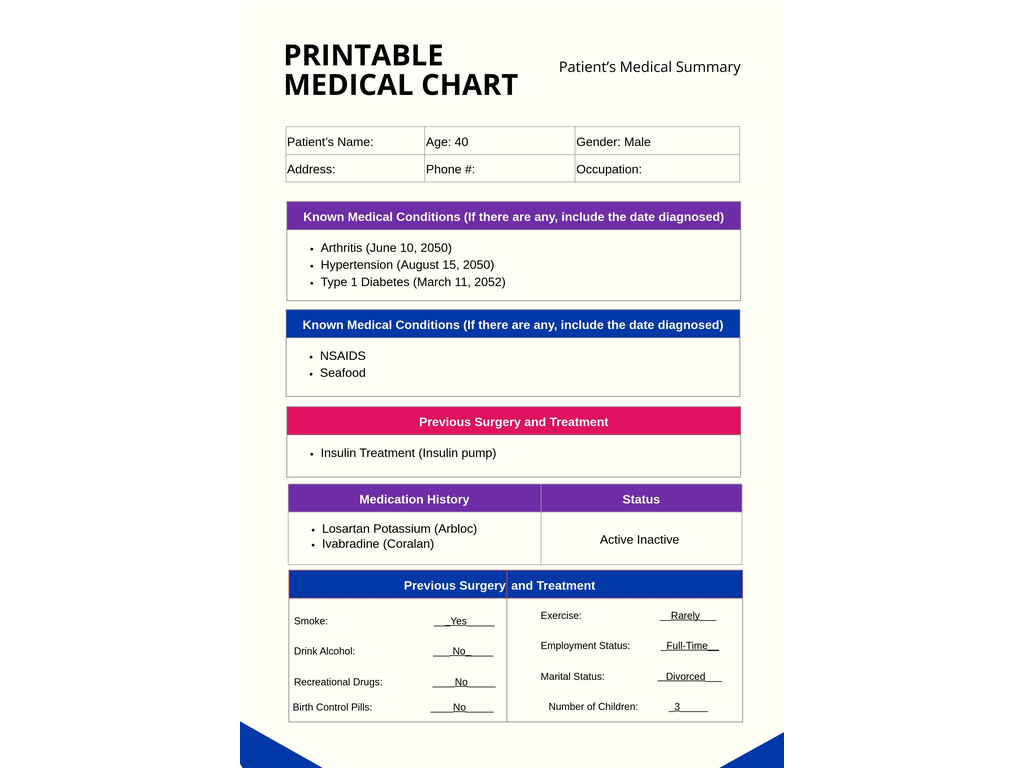 PRINTABLE
MEDICAL CHART
Patient's Medical Summary
Patient's Name: Age: 40 Gender: Male
Address: Phone #: Occupation:
Known Medical Conditions (If there are any, include the date diagnosed)
• Arthritis (June 10, 2050)
• Hypertension (August 15, 2050)
• Type 1 Diabetes (March 11, 2052)
Known Medical Conditions (If there are any, include the date diagnosed)
• NSAIDS
• Seafood
Previous Surgery and Treatment
• Insulin Treatment (Insulin pump)
Medication History Status
• Losartan Potassium (Arbloc)
• Ivabradine (Coralan)
Active Inactive
Previous Surgery and Treatment
Smoke: __Yes_____
Drink Alcohol: ___No_____
Recreational Drugs: ____No_____
Birth Control Pills: ____No_____
Exercise: __Rarely___
Employment Status: _Full-Time__
Marital Status: __Divorced___
Number of Children: _3_____